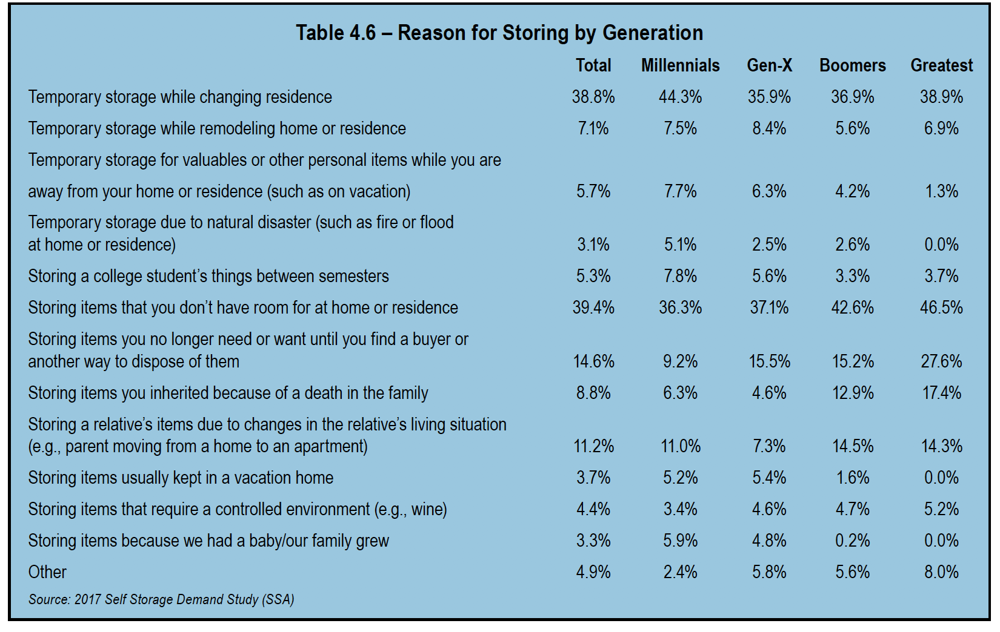 Table 4.6 – Reason for Storing by Generation
Total Millennials Gen-X Boomers Greatest
Temporary storage while changing residence 38.8% 44.3% 35.9% 36.9% 38.9%
Temporary storage while remodeling home or residence 7.1% 7.5% 8.4% 5.6% 6.9%
Temporary storage for valuables or other personal items while you are
away from your home or residence (such as on vacation) 5.7% 7.7% 6.3% 4.2% 1.3%
Temporary storage due to natural disaster (such as fire or flood
at home or residence) 3.1% 5.1% 2.5% 2.6% 0.0%
Storing a college student’s things between semesters 5.3% 7.8% 5.6% 3.3% 3.7%
Storing items that you don’t have room for at home or residence 39.4% 36.3% 37.1% 42.6% 46.5%
Storing items you no longer need or want until you find a buyer or
another way to dispose of them 14.6% 9.2% 15.5% 15.2% 27.6%
Storing items you inherited because of a death in the family 8.8% 6.3% 4.6% 12.9% 17.4%
Storing a relative’s items due to changes in the relative’s living situation
(e.g., parent moving from a home to an apartment) 11.2% 11.0% 7.3% 14.5% 14.3%
Storing items usually kept in a vacation home 3.7% 5.2% 5.4% 1.6% 0.0%
Storing items that require a controlled environment (e.g., wine) 4.4% 3.4% 4.6% 4.7% 5.2%
Storing items because we had a baby/our family grew 3.3% 5.9% 4.8% 0.2% 0.0%
Other 4.9% 2.4% 5.8% 5.6% 8.0%
Source: 2017 Self Storage Demand Study (SSA)